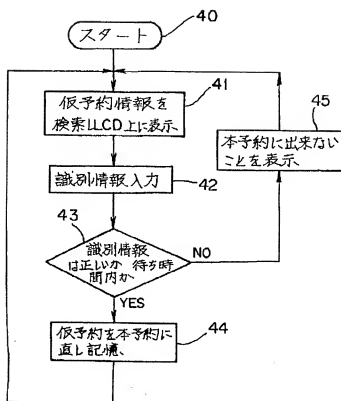 スタート
40
仮予約情報を
検索しLCD上に表示
41
識別情報入力
42
43
識別情報
は正しいか 待ち時
間内か
NO
YES
仮予約を本予約に
直し記憶、
44
45
本予約に出来ない
ことを表示